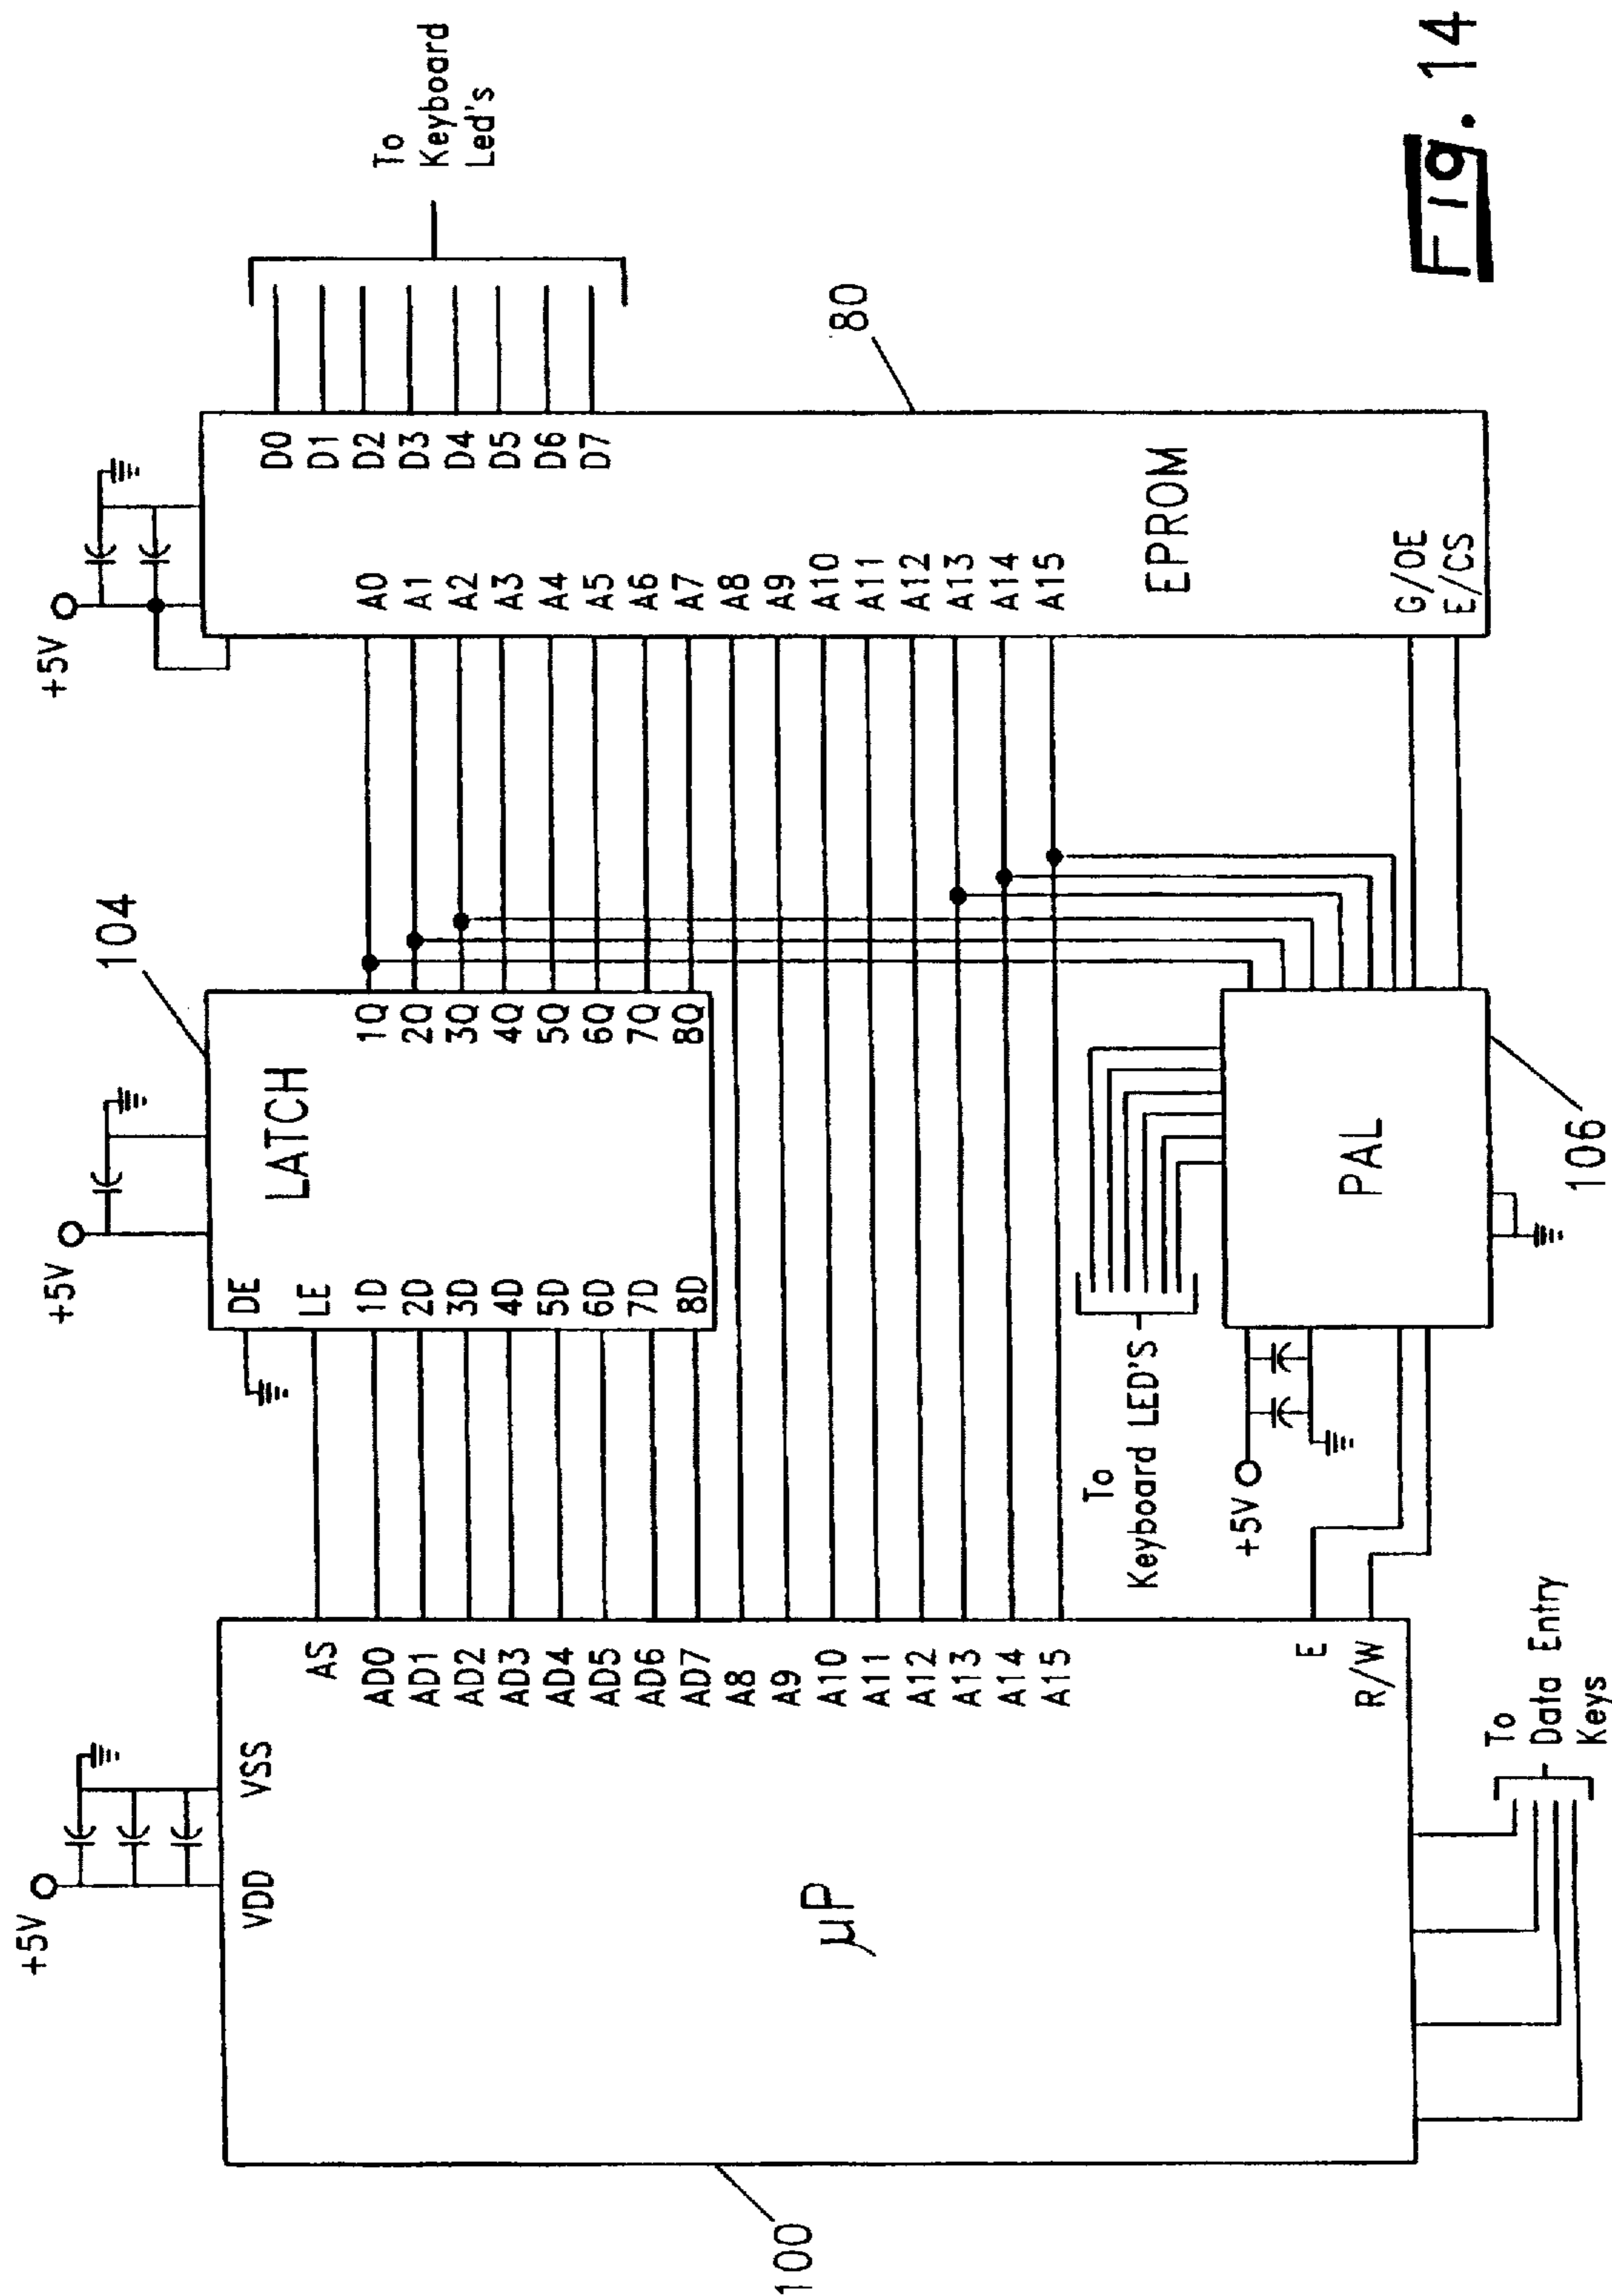 +5V
VDD
VSS
AS
AD0
AD1
AD2
AD3
AD4
AD5
AD6
AD7
A8
A9
A10
A11
A12
A13
A14
A15
E
R/W
µP
100
To
Data Entry
Keys
+5V
104
LATCH
DE
LE
1D
2D
3D
4D
5D
6D
7D
8D
1Q
2Q
3Q
4Q
5Q
6Q
7Q
8Q
To
Keyboard LED'S
+5V
PAL
106
+5V
A0
A1
A2
A3
A4
A5
A6
A7
A8
A9
A10
A11
A12
A13
A14
A15
G/OE
E/CS
D0
D1
D2
D3
D4
D5
D6
D7
EPROM
80
To
Keyboard
Led's
Fig. 14